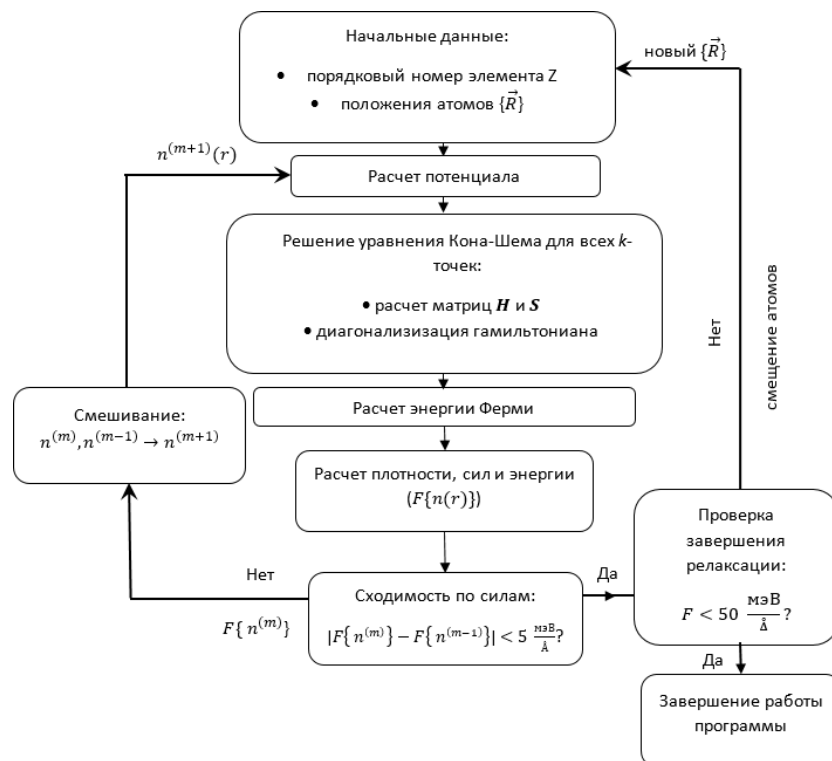 Начальные данные:
• порядковый номер элемента Z
• положения атомов {R⃗}
новый {R⃗}
n^(m+1)(r)
Расчет потенциала
Решение уравнения Кона-Шема для всех k-
точек:
• расчет матриц H и S
• диагонализизация гамильтониана
Нет
смещение атомов
Расчет энергии Ферми
Смешивание:
n^(m), n^(m−1) → n^(m+1)
Расчет плотности, сил и энергии
(F{n(r)})
Проверка
завершения
релаксации:
F < 50 мэВ/Å ?
Нет
F{ n^(m)}
Сходимость по силам:
|F{ n^(m)} − F{ n^(m−1)}| < 5 мэВ/Å?
Да
Да
Завершение работы
программы